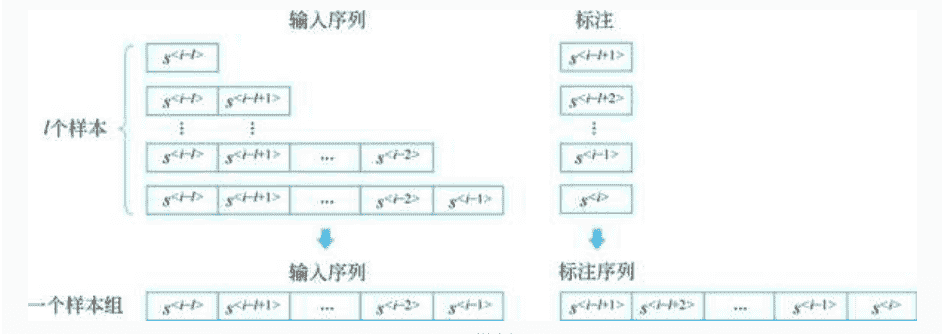 输入序列 标注
s<i-l> s<i-l+1>
s<i-l> s<i-l+1> s<i-l+2>
⋮ ⋮ ⋮
l个样本
s<i-l> s<i-l+1> ... s<i-2> s<i-1>
s<i-l> s<i-l+1> ... s<i-2> s<i-1> s<i>
输入序列 标注序列
一个样本组 s<i-l> s<i-l+1> ... s<i-2> s<i-1> s<i-l+1> s<i-l+2> ... s<i-1> s<i>